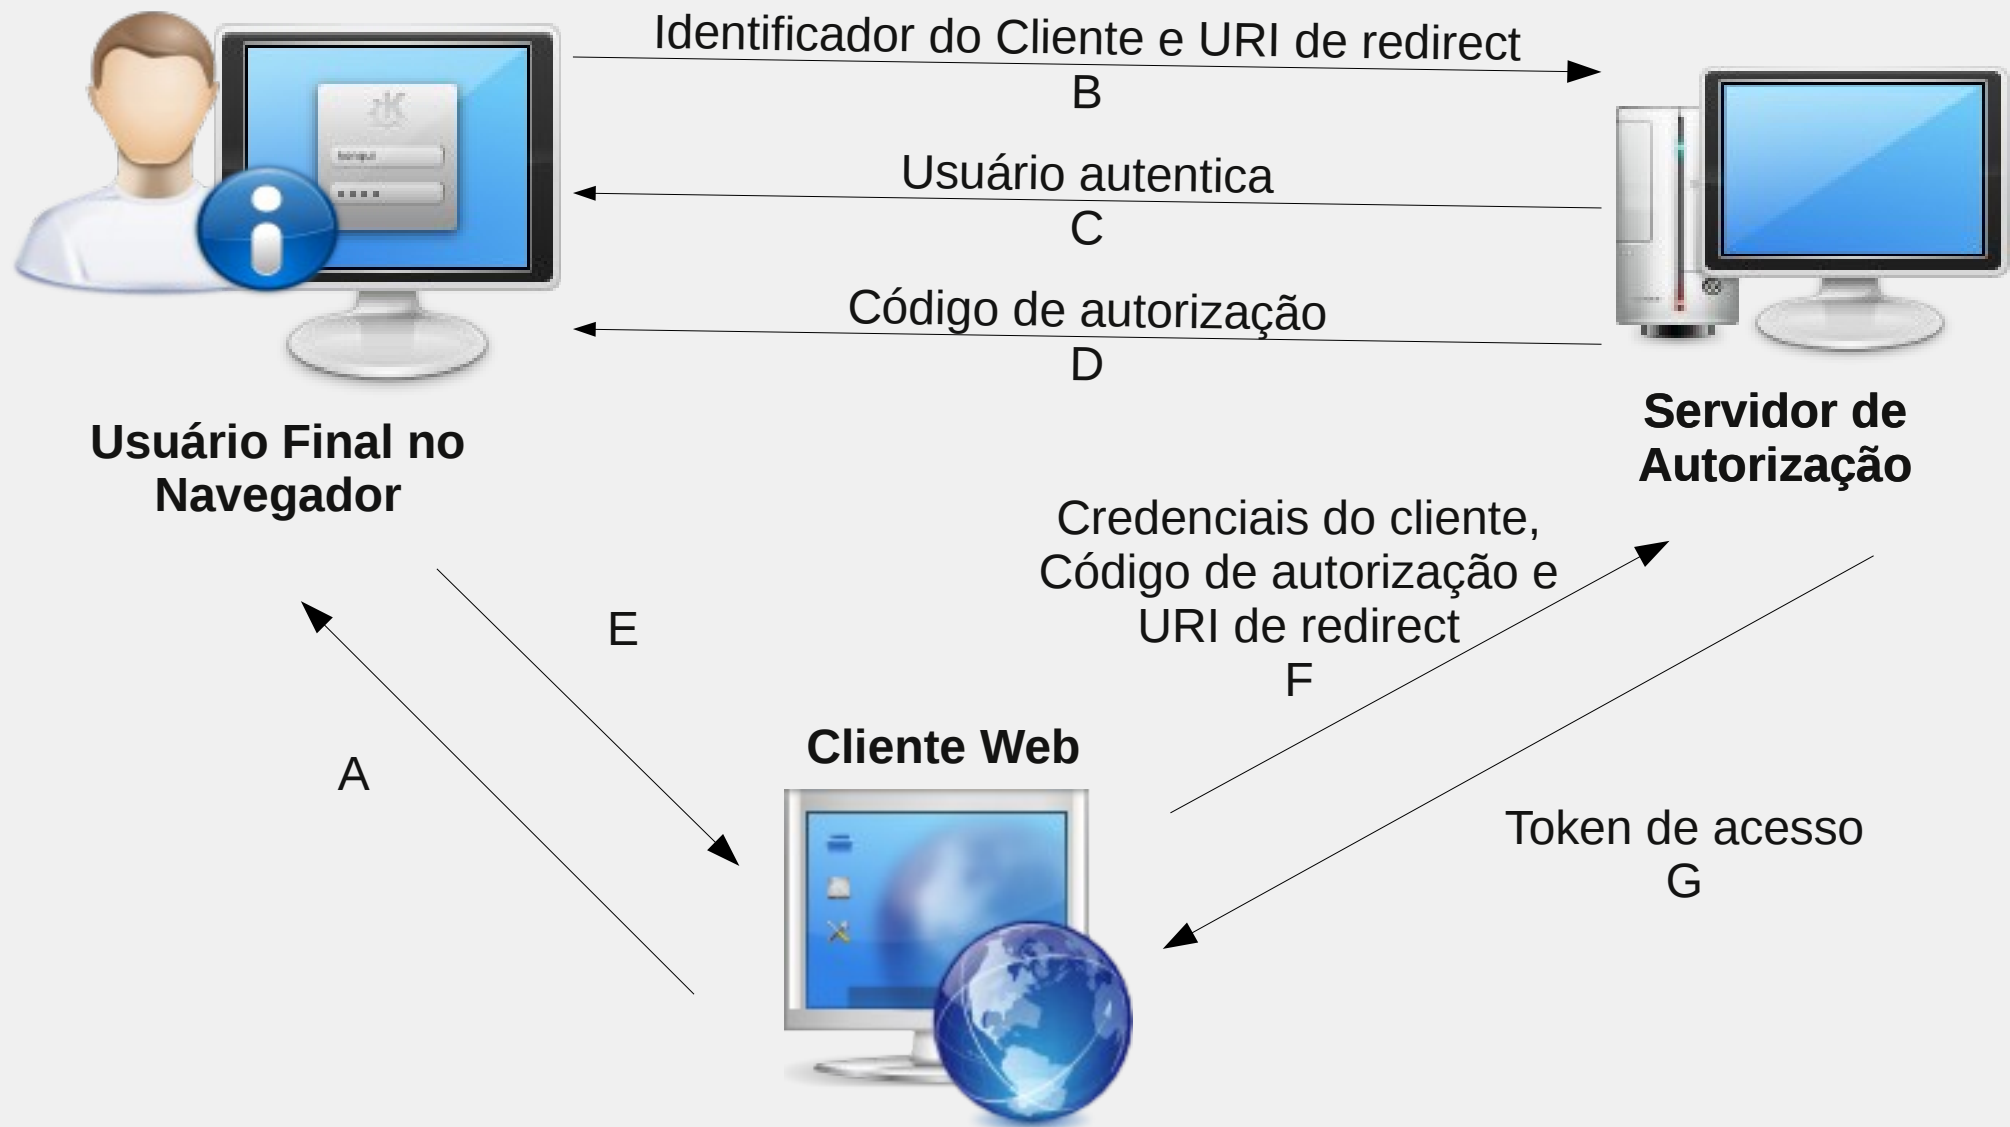 Identificador do Cliente e URI de redirect
B
Usuário autentica
C
Código de autorização
D
Usuário Final no
Navegador
Servidor de
Autorização
Credenciais do cliente,
Código de autorização e
URI de redirect
F
E
A
Cliente Web
Token de acesso
G